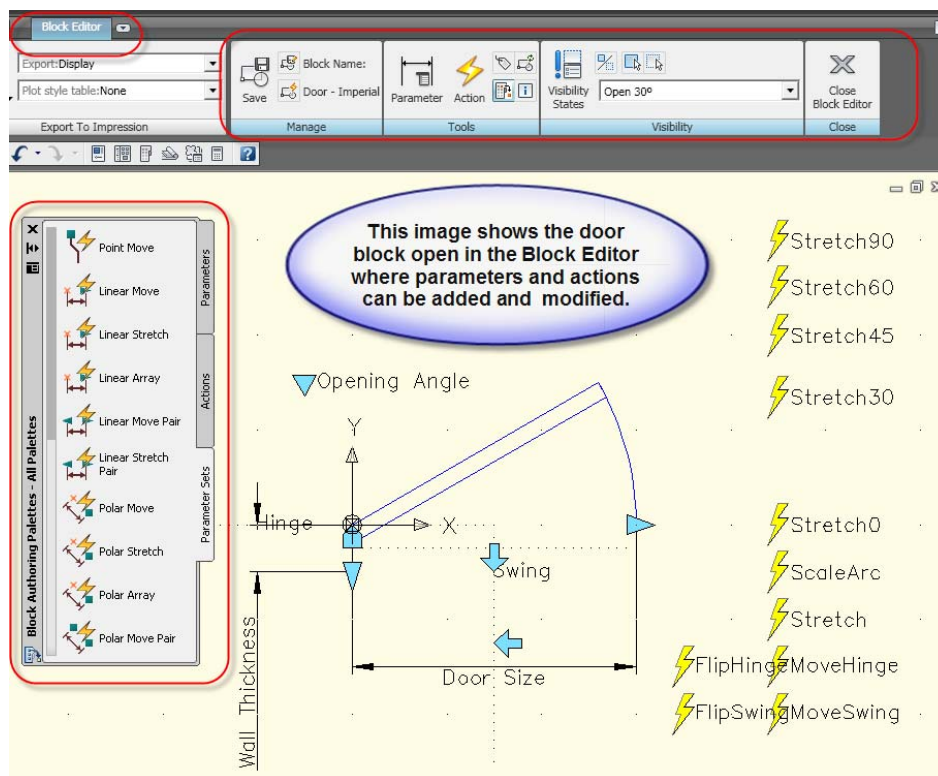 Block Editor
Export:Display
Plot style table:None
Export To Impression
Save
Block Name:
Door - Imperial
Manage
Parameter
Action
Tools
Visibility
States
Open 30º
Visibility
Close
Block Editor
Close
Block Authoring Palettes - All Palettes
Point Move
Linear Move
Linear Stretch
Linear Array
Linear Move Pair
Linear Stretch
Pair
Polar Move
Polar Stretch
Polar Array
Polar Move Pair
Parameters
Actions
Parameter Sets
This image shows the door
block open in the Block Editor
where parameters and actions
can be added and modified.
Opening Angle
Y
X
Hinge
Swing
Door Size
Wall Thickness
Stretch90
Stretch60
Stretch45
Stretch30
Stretch0
ScaleArc
Stretch
FlipHinge
MoveHinge
FlipSwing
MoveSwing